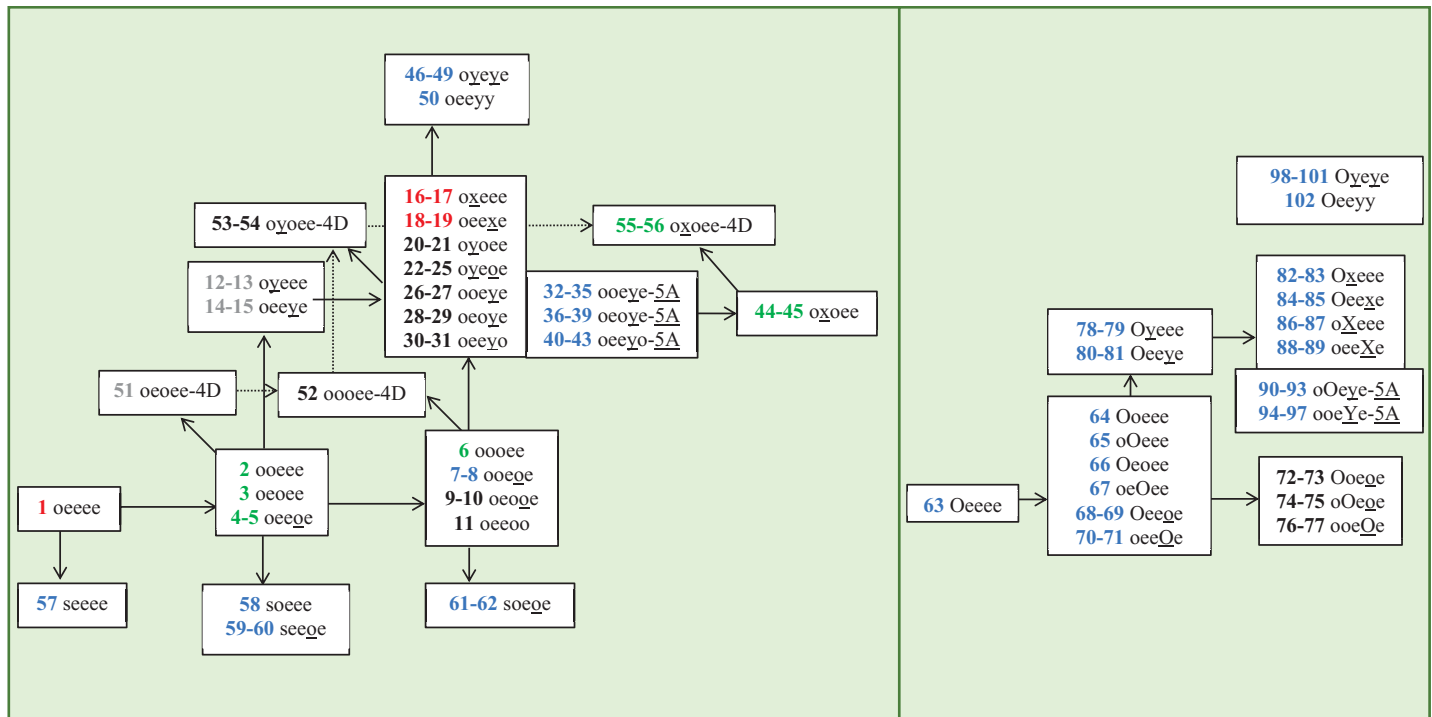 46-49 oyeye
50 oeeyy
16-17 oxeee
18-19 oeexe
20-21 oyoee
22-25 oyeoe
26-27 ooeye
28-29 oeoye
30-31 oeeyo
53-54 oyoee-4D
55-56 oxoee-4D
12-13 oyeee
14-15 oeeye
32-35 ooeye-5A
36-39 oeoye-5A
40-43 oeeyo-5A
44-45 oxoee
51 oeoee-4D
52 oooee-4D
2 ooeee
3 oeoee
4-5 oeeoe
6 oooee
7-8 ooeoe
9-10 oeooe
11 oeeoo
1 oeeee
57 seeee
58 soeee
59-60 seeoe
61-62 soeoe
98-101 Oyeye
102 Oeeyy
82-83 Oxeee
84-85 Oeexe
86-87 oXeee
88-89 oeeXe
78-79 Oyeee
80-81 Oeeye
90-93 oOeye-5A
94-97 ooeYe-5A
64 Ooeee
65 oOeee
66 Oeoee
67 oeOee
68-69 Oeeoe
70-71 oeeOe
63 Oeeee
72-73 Ooeoe
74-75 oOeoe
76-77 ooeOe